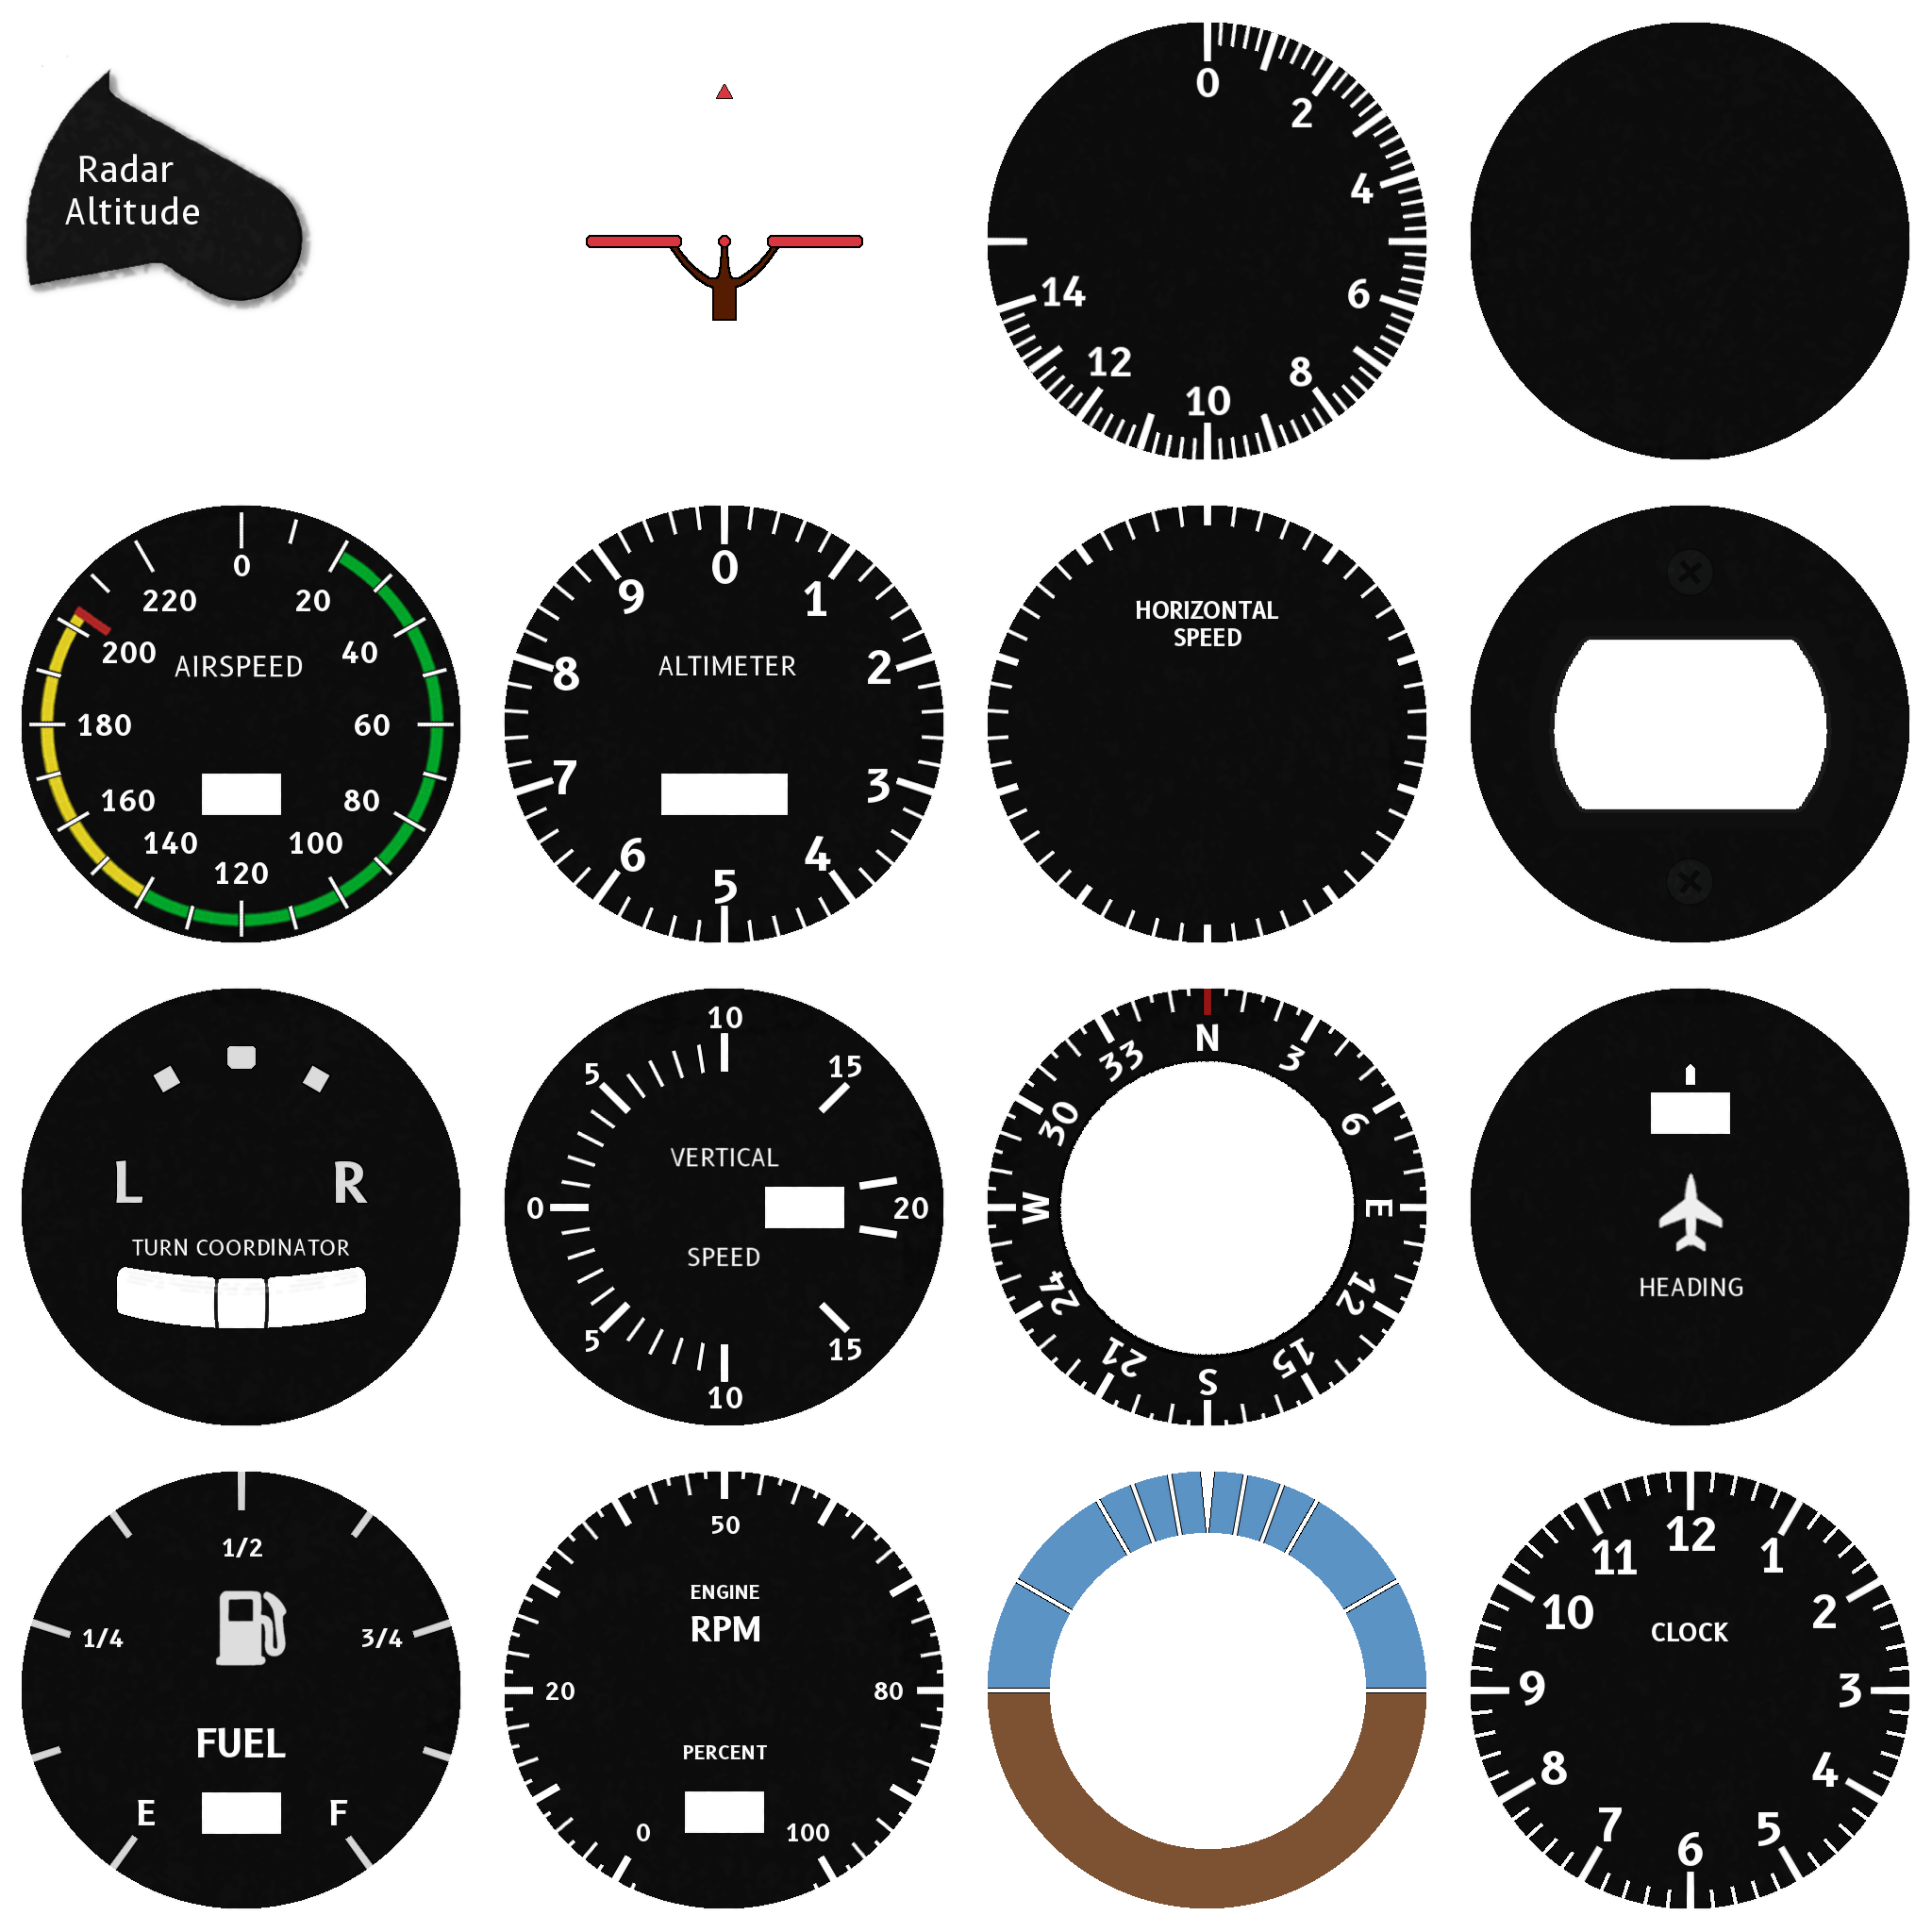 Radar
Altitude
0
2
4
6
8
10
12
14
0
20
40
60
80
100
120
140
160
180
200
220
AIRSPEED
0
1
2
3
4
5
6
7
8
9
ALTIMETER
HORIZONTAL
SPEED
L R
TURN COORDINATOR
10
5 15
VERTICAL
0 20
SPEED
5 15
10
N
3
6
E
12
15
S
21
24
W
30
33
HEADING
1/2
1/4 3/4
FUEL
E F
50
ENGINE
RPM
20 80
PERCENT
0 100
12
1
2
3
4
5
6
7
8
9
10
11
CLOCK